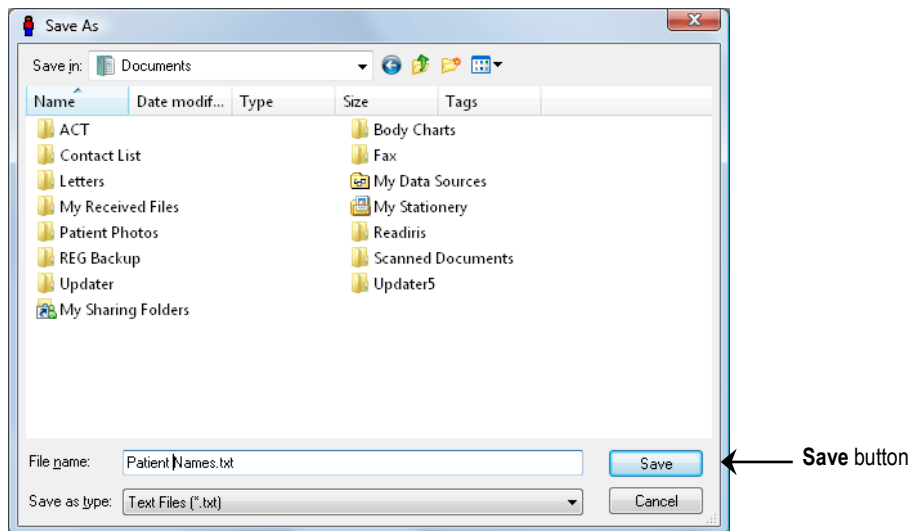 Save As
Save in: Documents
Name Date modif... Type Size Tags
ACT Body Charts
Contact List Fax
Letters My Data Sources
My Received Files My Stationery
Patient Photos Readiris
REG Backup Scanned Documents
Updater Updater5
My Sharing Folders
File name: Patient Names.txt Save
Save button
Save as type: Text Files (*.txt) Cancel